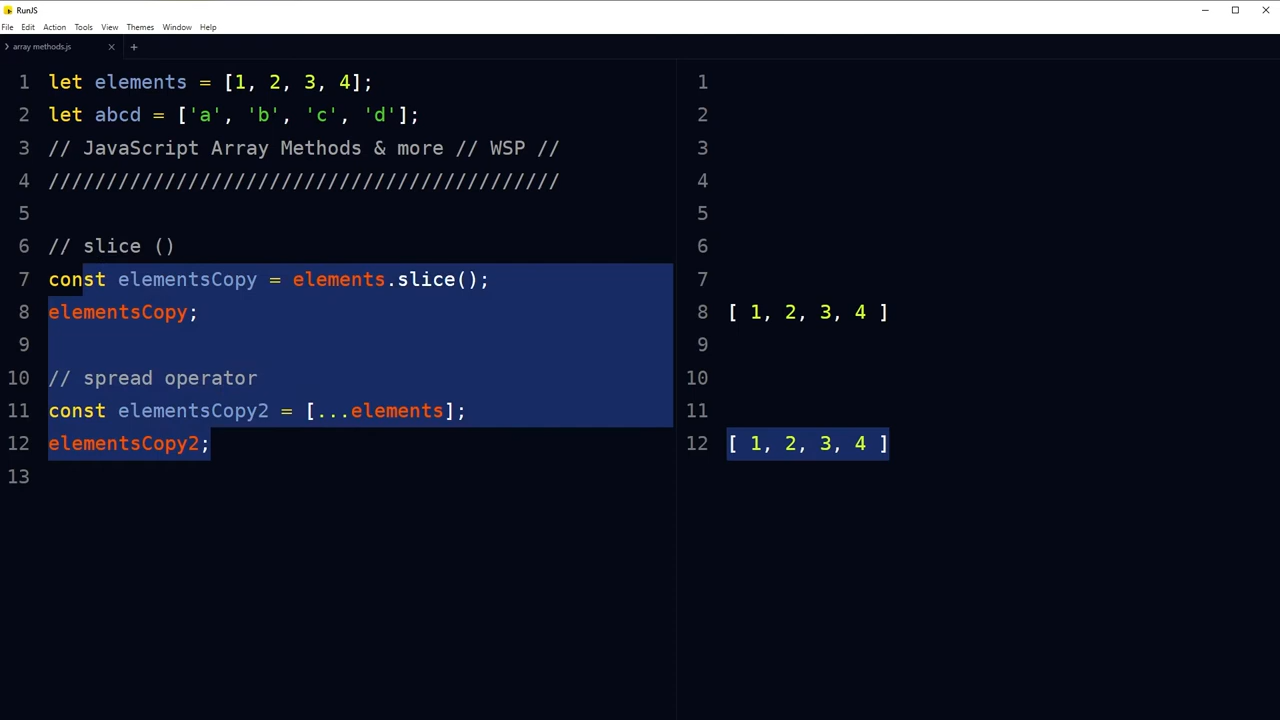 RunJS
File Edit Action Tools View Themes Window Help
array methods.js
1 let elements = [1, 2, 3, 4];
2 let abcd = ['a', 'b', 'c', 'd'];
3 // JavaScript Array Methods & more // WSP //
4 ////////////////////////////////////////////
5
6 // slice ()
7 const elementsCopy = elements.slice();
8 elementsCopy;
9
10 // spread operator
11 const elementsCopy2 = [...elements];
12 elementsCopy2;
13
1
2
3
4
5
6
7
8 [ 1, 2, 3, 4 ]
9
10
11
12 [ 1, 2, 3, 4 ]